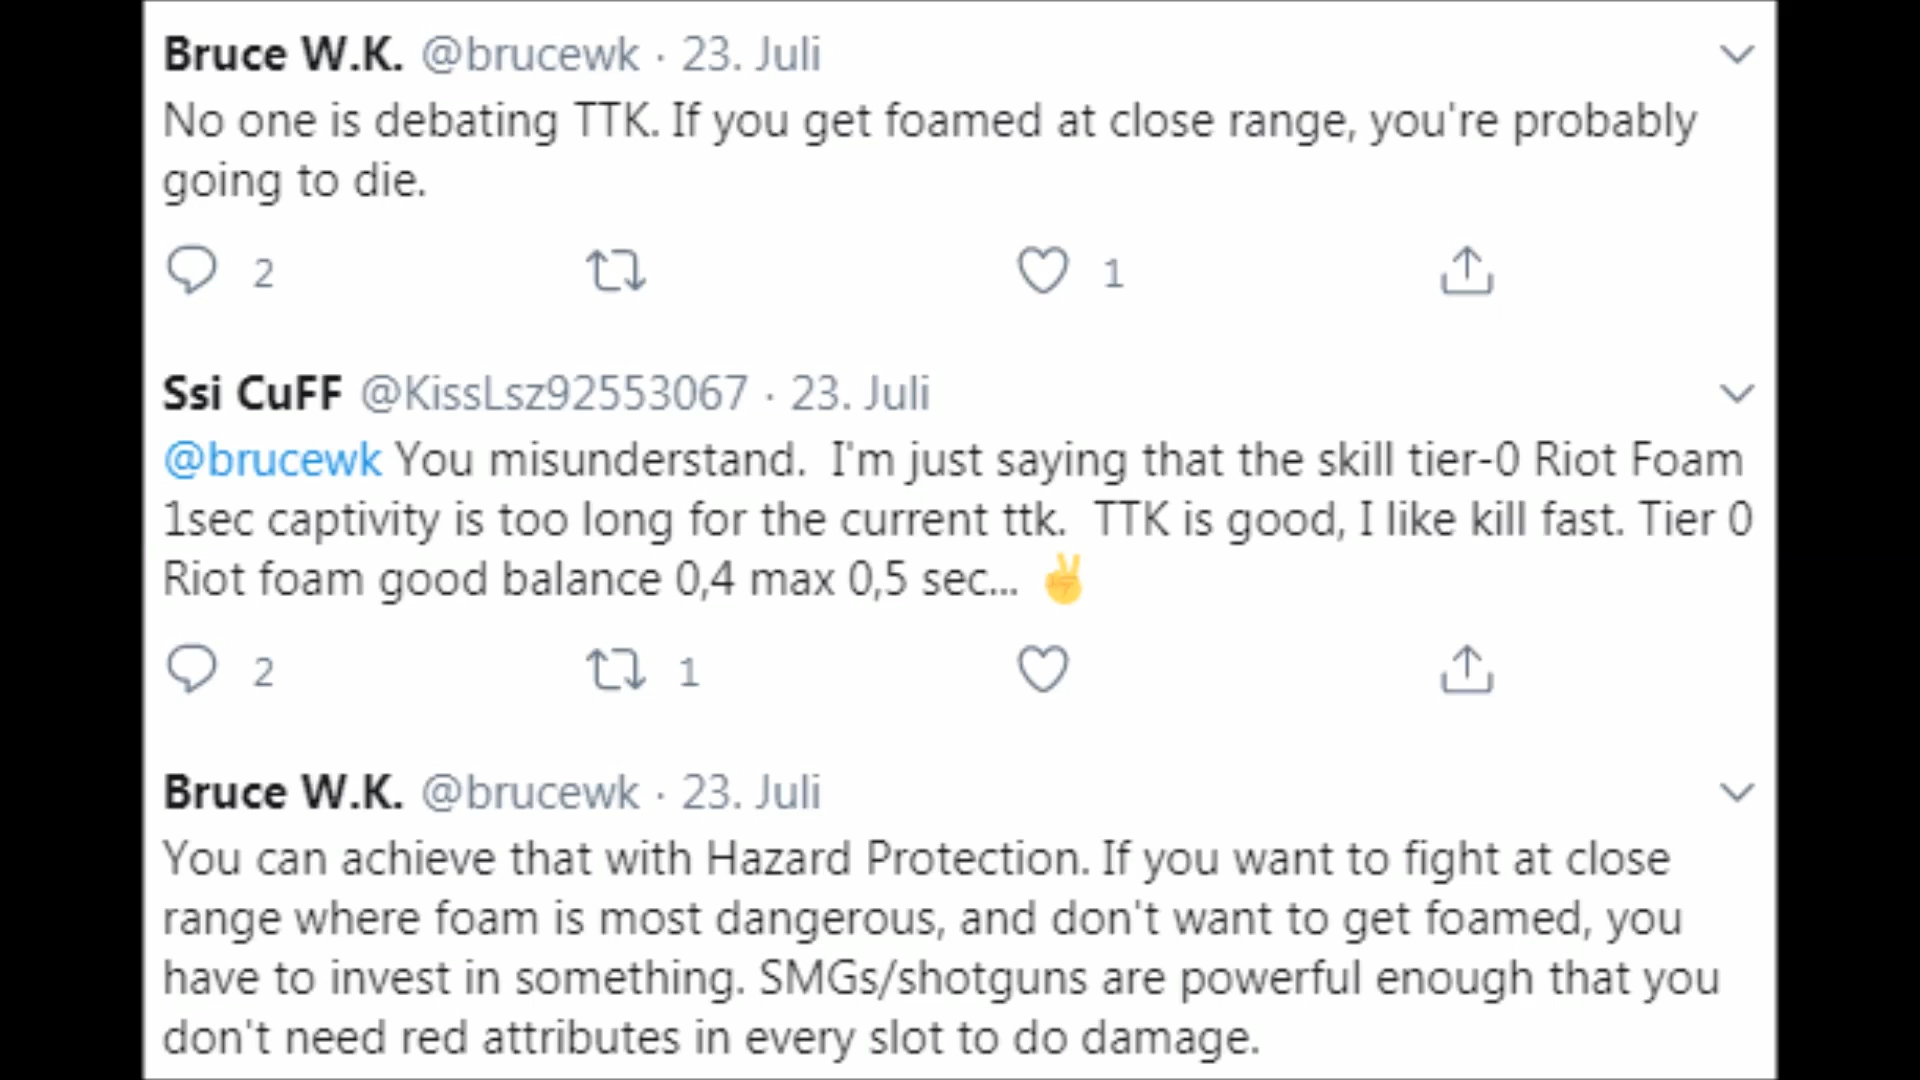 Bruce W.K. @brucewk · 23. Juli
No one is debating TTK. If you get foamed at close range, you're probably
going to die.
2 1
Ssi CuFF @KissLsz92553067 · 23. Juli
@brucewk You misunderstand.  I'm just saying that the skill tier-0 Riot Foam
1sec captivity is too long for the current ttk.  TTK is good, I like kill fast. Tier 0
Riot foam good balance 0,4 max 0,5 sec... ✌
2 1
Bruce W.K. @brucewk · 23. Juli
You can achieve that with Hazard Protection. If you want to fight at close
range where foam is most dangerous, and don't want to get foamed, you
have to invest in something. SMGs/shotguns are powerful enough that you
don't need red attributes in every slot to do damage.